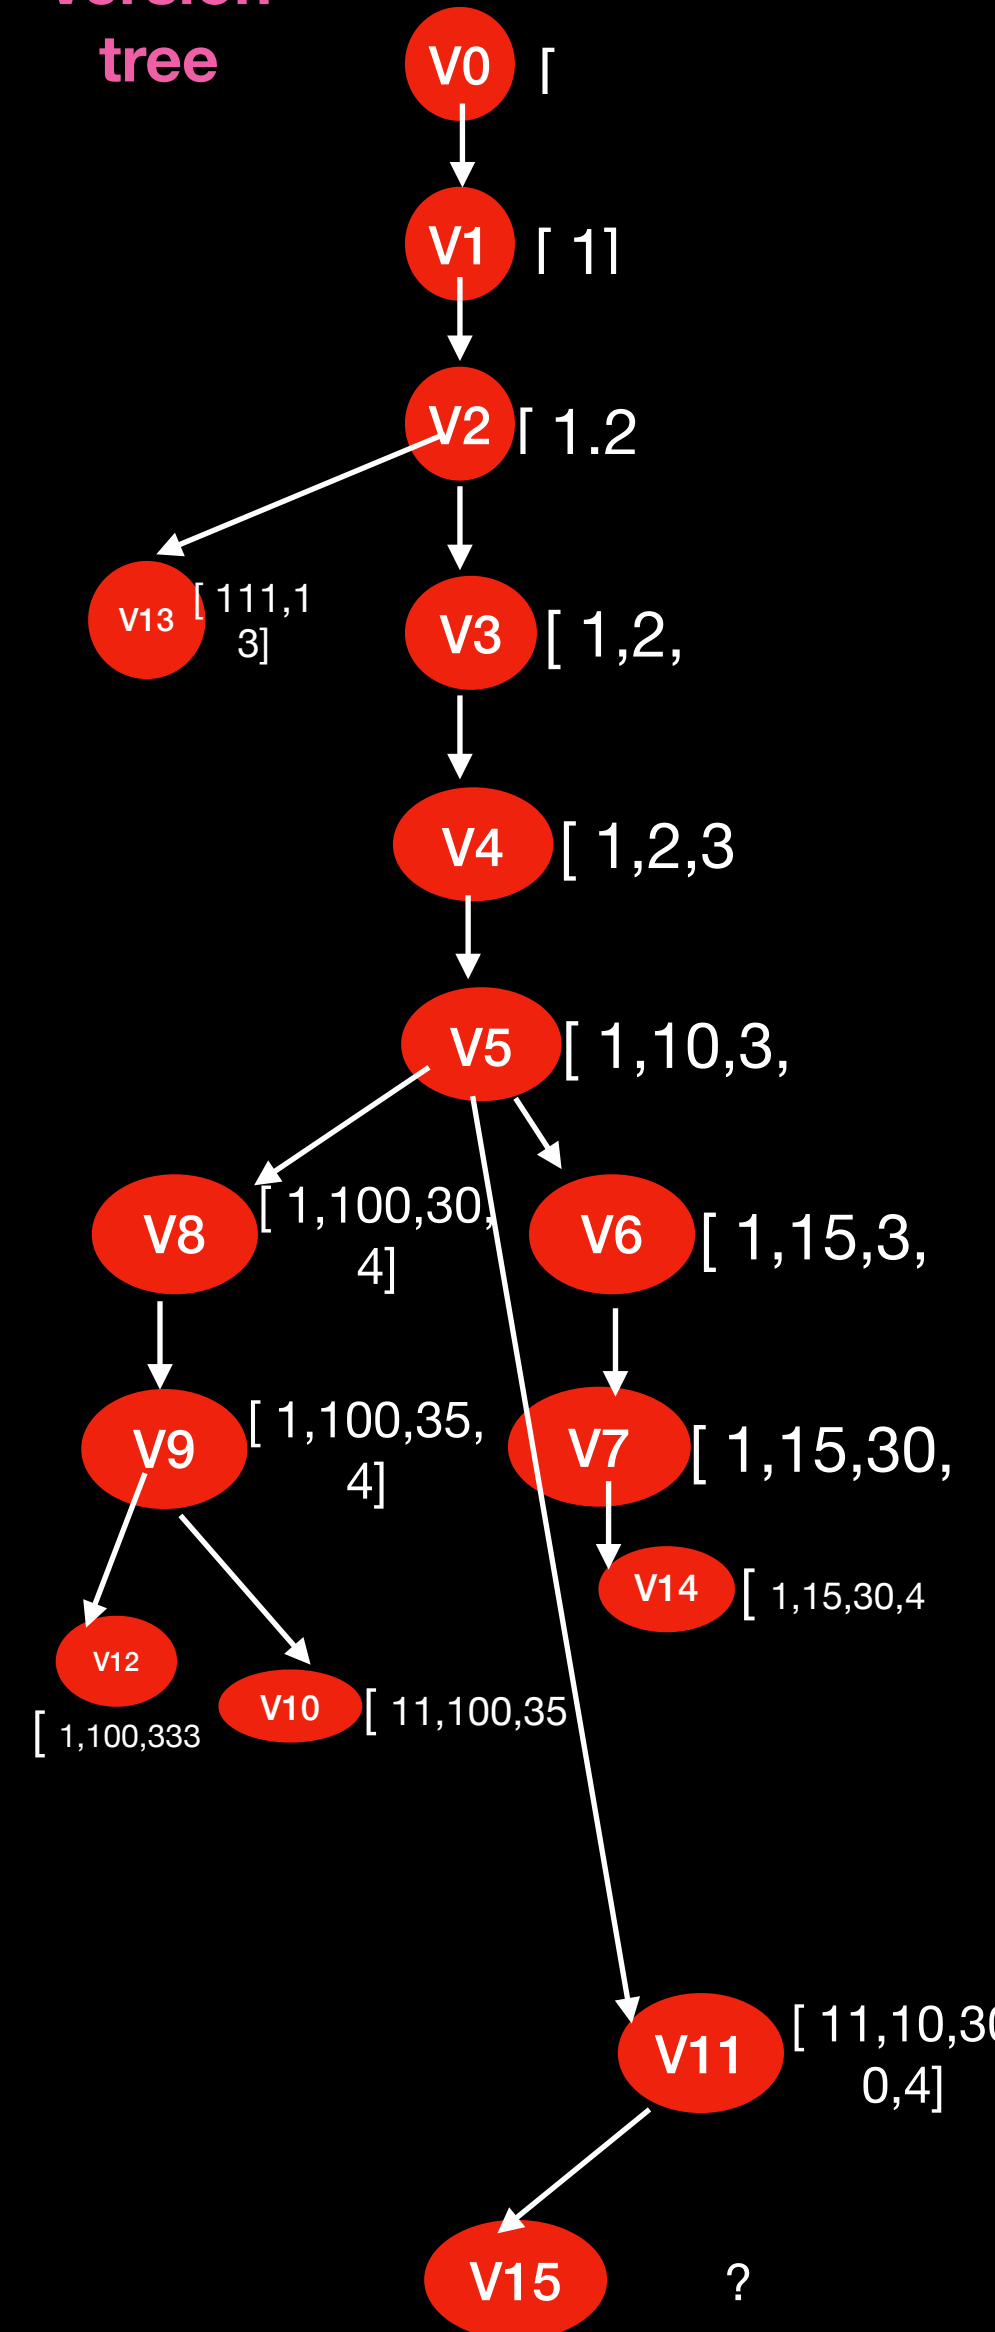 version
tree
V0 [
V1 [ 1]
V2 [ 1.2
V13 [ 111,1
3]
V3 [ 1,2,
V4 [ 1,2,3
V5 [ 1,10,3,
V8 [ 1,100,30,
4]
V6 [ 1,15,3,
V9 [ 1,100,35,
4]
V7 [ 1,15,30,
V14 [ 1,15,30,4
V12
[ 1,100,333
V10 [ 11,100,35
V11 [ 11,10,30
0,4]
V15 ?